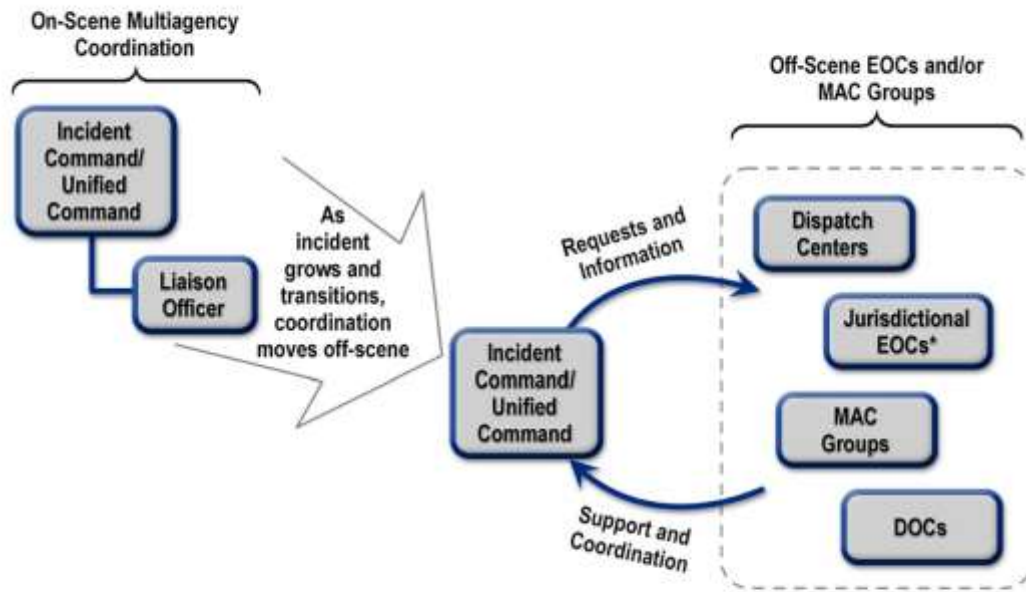 On-Scene Multiagency
Coordination
Incident
Command/
Unified
Command
Liaison
Officer
As
incident
grows and
transitions,
coordination
moves off-scene
Incident
Command/
Unified
Command
Requests and
Information
Support and
Coordination
Off-Scene EOCs and/or
MAC Groups
Dispatch
Centers
Jurisdictional
EOCs*
MAC
Groups
DOCs